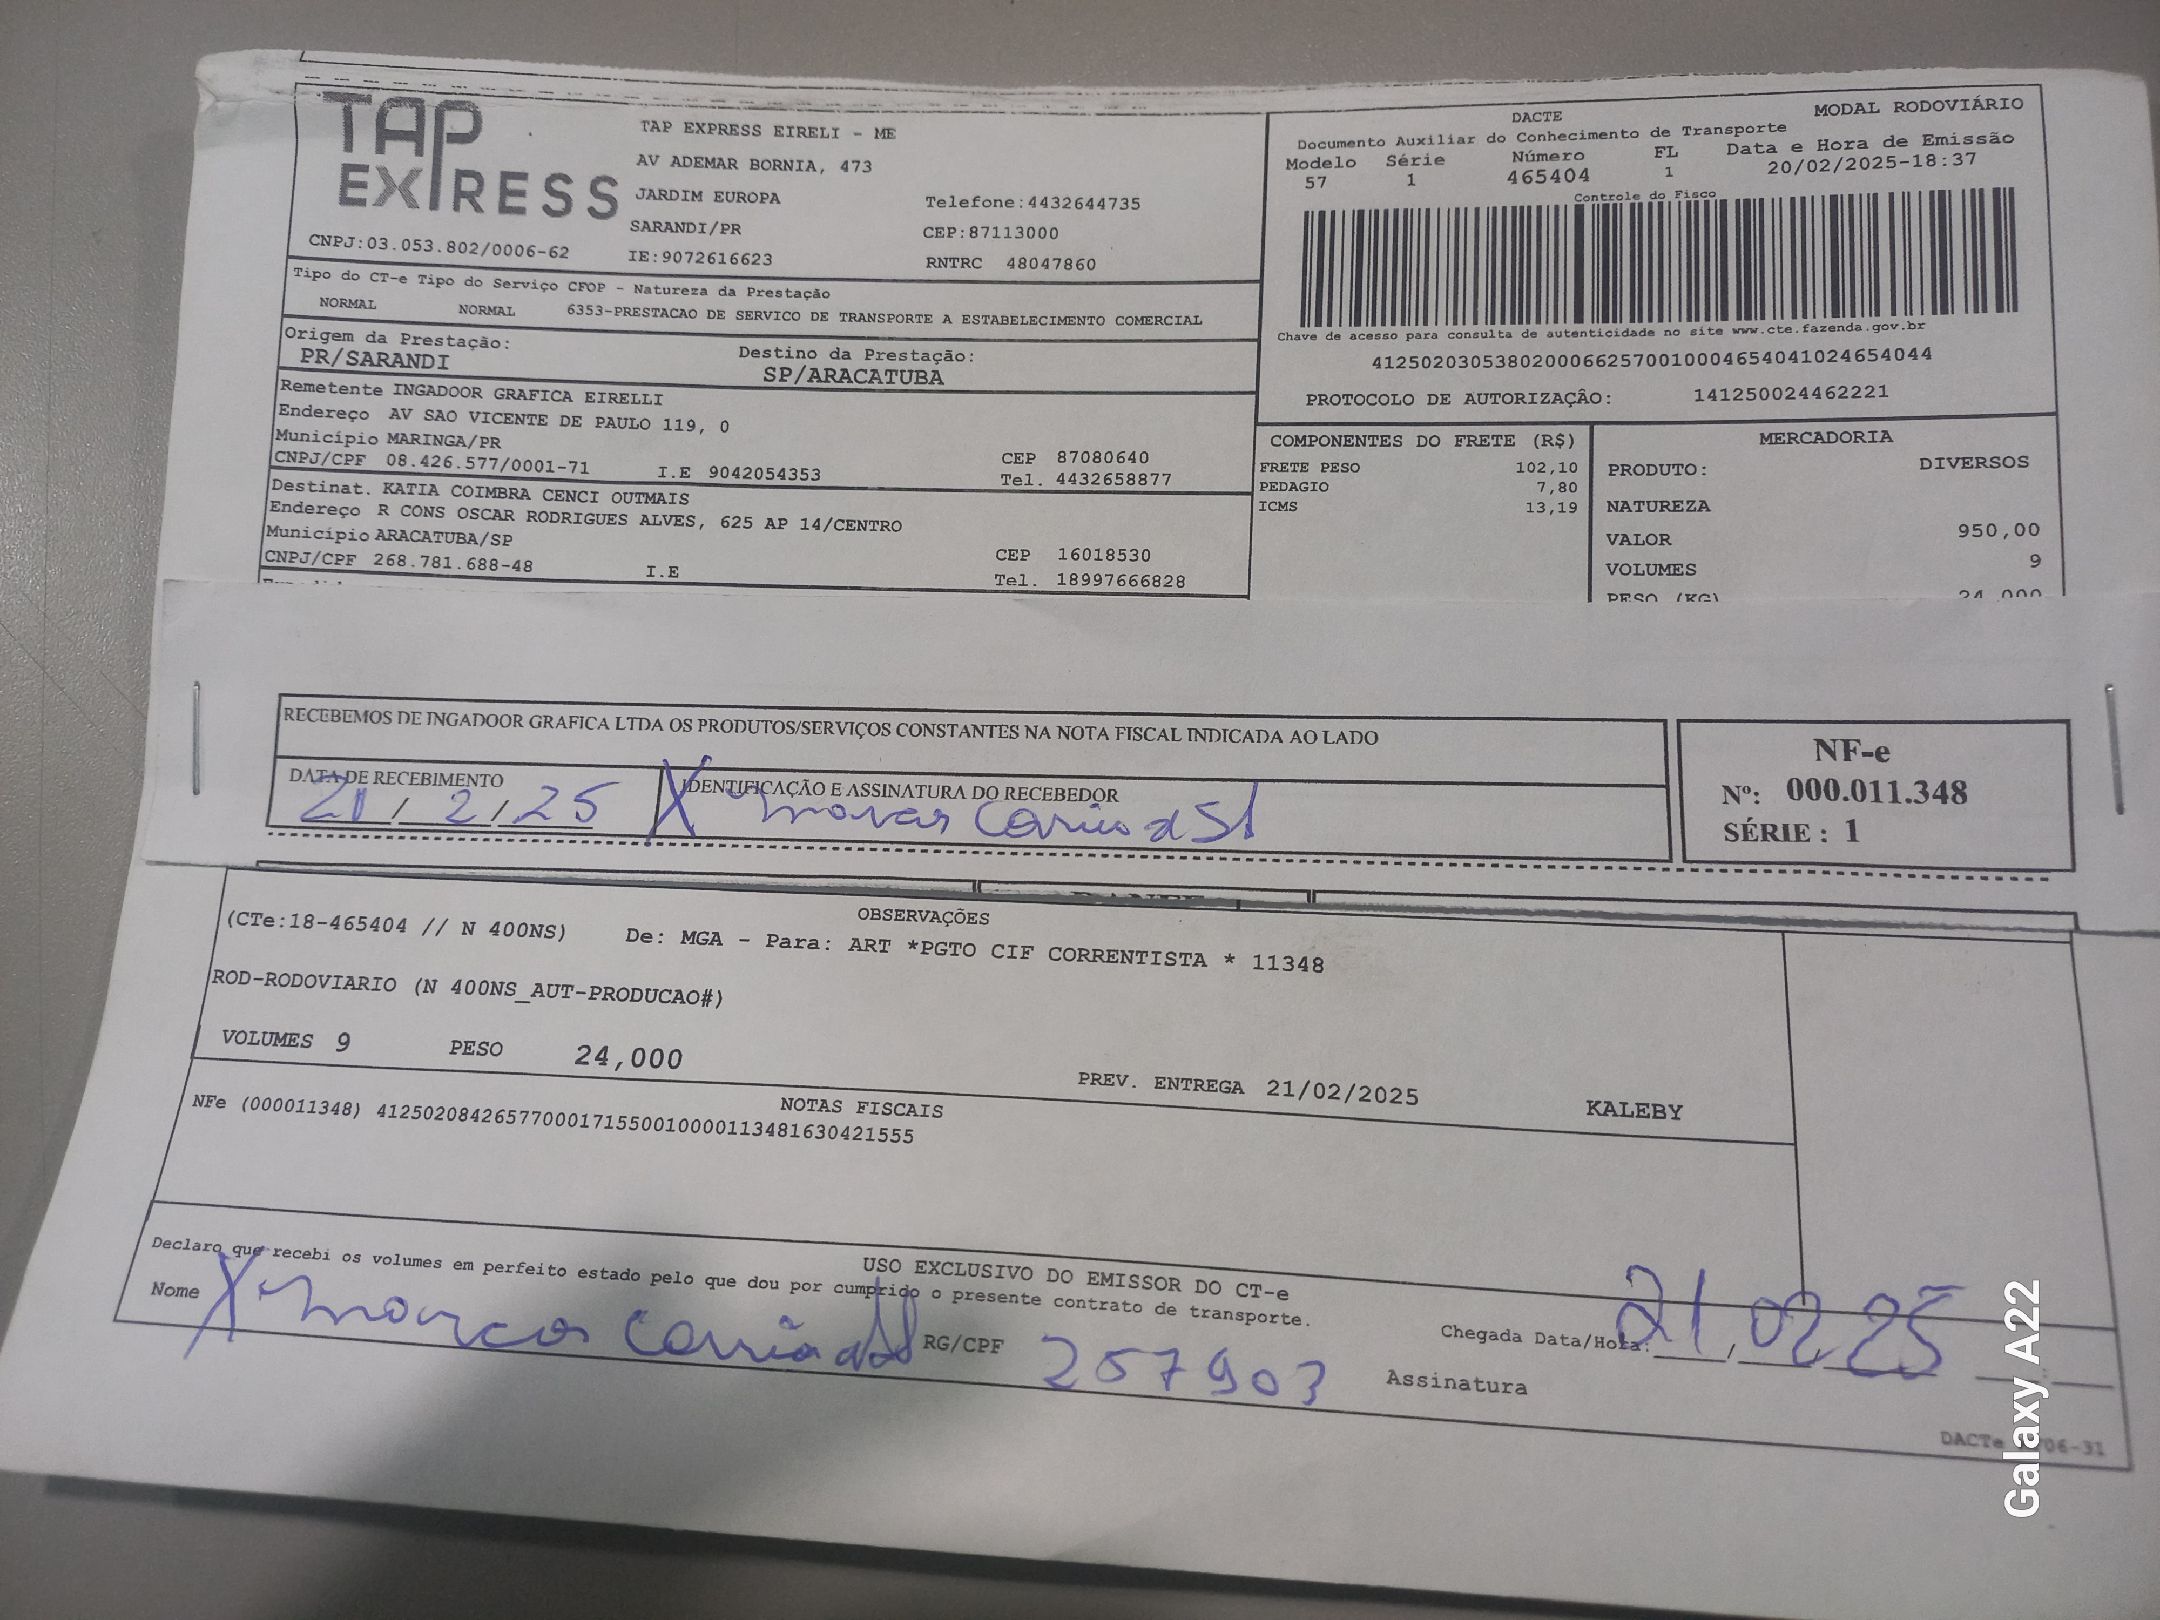 TAP EXPRESS
TAP EXPRESS EIRELI - ME
AV ADEMAR BORNIA, 473
JARDIM EUROPA
Telefone:4432644735
SARANDI/PR
CEP:87113000
CNPJ:03.053.802/0006-62
IE:9072616623
RNTRC 48047860
DACTE
MODAL RODOVIÁRIO
Documento Auxiliar do Conhecimento de Transporte
Modelo Série Número FL Data e Hora de Emissão
57 1 465404 1 20/02/2025-18:37
Controle do Fisco
Chave de acesso para consulta de autenticidade no site www.cte.fazenda.gov.br
41250203053802000662570010004654041024654044
PROTOCOLO DE AUTORIZAÇÂO: 141250024462221
Tipo do CT-e Tipo do Serviço CFOP - Natureza da Prestação
NORMAL NORMAL 6353-PRESTACAO DE SERVICO DE TRANSPORTE A ESTABELECIMENTO COMERCIAL
Origem da Prestação: Destino da Prestação:
PR/SARANDI SP/ARACATUBA
Remetente INGADOOR GRAFICA EIRELLI
Endereço AV SAO VICENTE DE PAULO 119, 0
Município MARINGA/PR CEP 87080640
CNPJ/CPF 08.426.577/0001-71 I.E 9042054353 Tel. 4432658877
Destinat. KATIA COIMBRA CENCI OUTMAIS
Endereço R CONS OSCAR RODRIGUES ALVES, 625 AP 14/CENTRO
Município ARACATUBA/SP CEP 16018530
CNPJ/CPF 268.781.688-48 I.E Tel. 18997666828
COMPONENTES DO FRETE (R$)
FRETE PESO 102,10
PEDAGIO 7,80
ICMS 13,19
MERCADORIA
PRODUTO: DIVERSOS
NATUREZA
VALOR 950,00
VOLUMES 9
PESO (KG) 24,000
RECEBEMOS DE INGADOOR GRAFICA LTDA OS PRODUTOS/SERVIÇOS CONSTANTES NA NOTA FISCAL INDICADA AO LADO
DATA DE RECEBIMENTO IDENTIFICAÇÃO E ASSINATURA DO RECEBEDOR
21/2/25 X
NF-e
Nº: 000.011.348
SÉRIE : 1
OBSERVAÇÕES
(CTe:18-465404 // N 400NS) De: MGA - Para: ART *PGTO CIF CORRENTISTA * 11348
ROD-RODOVIARIO (N 400NS_AUT-PRODUCAO#)
VOLUMES 9 PESO 24,000
PREV. ENTREGA 21/02/2025 KALEBY
NOTAS FISCAIS
NFe (000011348) 41250208426577000171550010000113481630421555
USO EXCLUSIVO DO EMISSOR DO CT-e
Declaro que recebi os volumes em perfeito estado pelo que dou por cumprido o presente contrato de transporte.
Nome X Marcos RG/CPF 257903 Chegada Data/Hora: 21/02/25
Assinatura
Galaxy A22